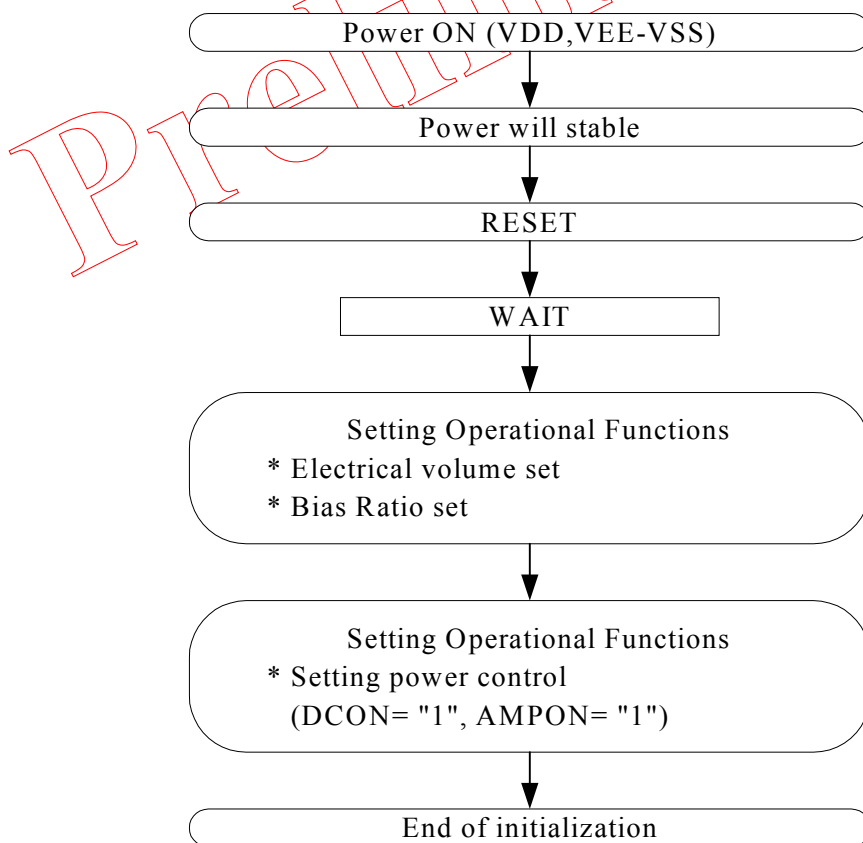 Power ON (VDD,VEE-VSS)
Power will stable
RESET
WAIT
Setting Operational Functions
* Electrical volume set
* Bias Ratio set
Setting Operational Functions
* Setting power control
(DCON= "1", AMPON= "1")
End of initialization